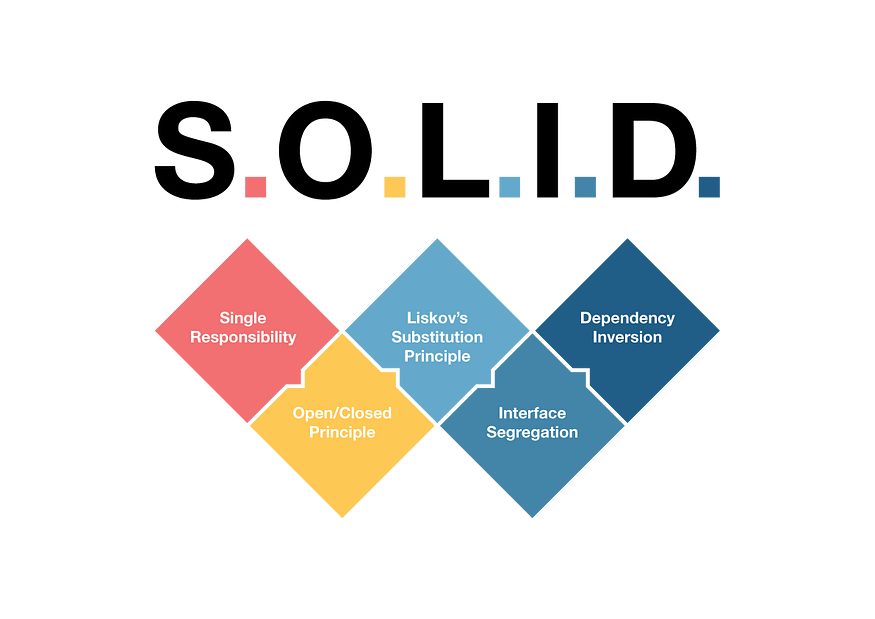 S.O.L.I.D.
Single
Responsibility
Open/Closed
Principle
Liskov’s
Substitution
Principle
Interface
Segregation
Dependency
Inversion